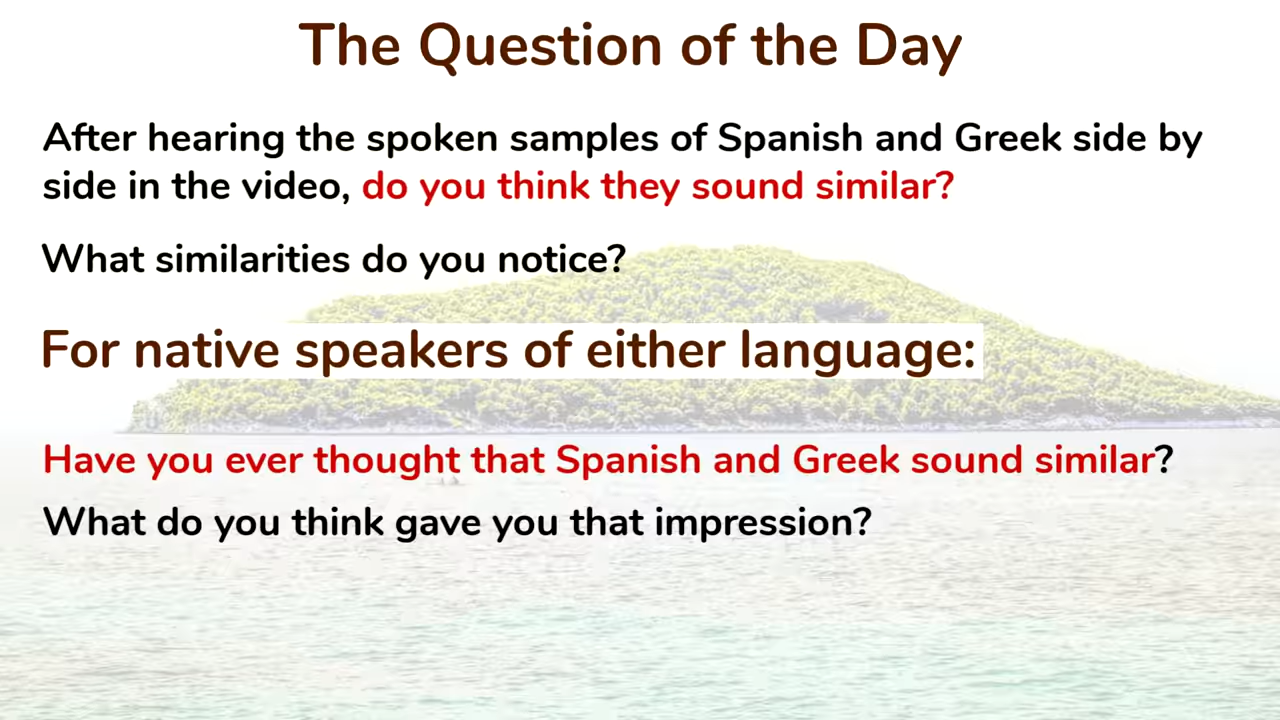 The Question of the Day
After hearing the spoken samples of Spanish and Greek side by
side in the video, do you think they sound similar?
What similarities do you notice?
For native speakers of either language:
Have you ever thought that Spanish and Greek sound similar?
What do you think gave you that impression?